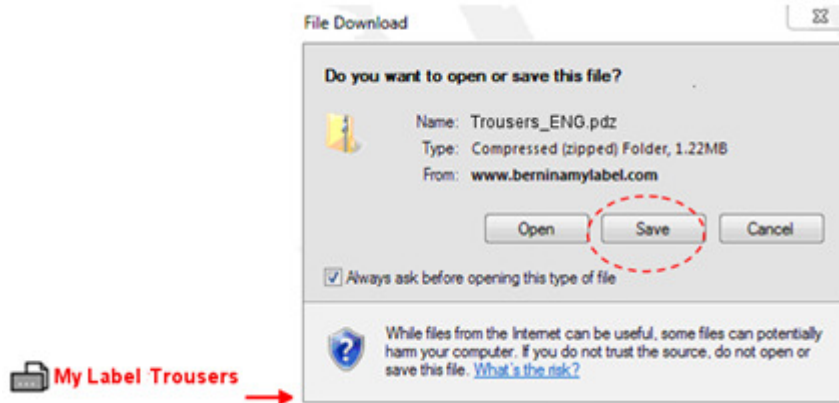 File Download
Do you want to open or save this file?
Name: Trousers_ENG.pdz
Type: Compressed (zipped) Folder, 1.22MB
From: www.berninamylabel.com
Open Save Cancel
Always ask before opening this type of file
While files from the Internet can be useful, some files can potentially
harm your computer. If you do not trust the source, do not open or
save this file. What's the risk?
My Label Trousers